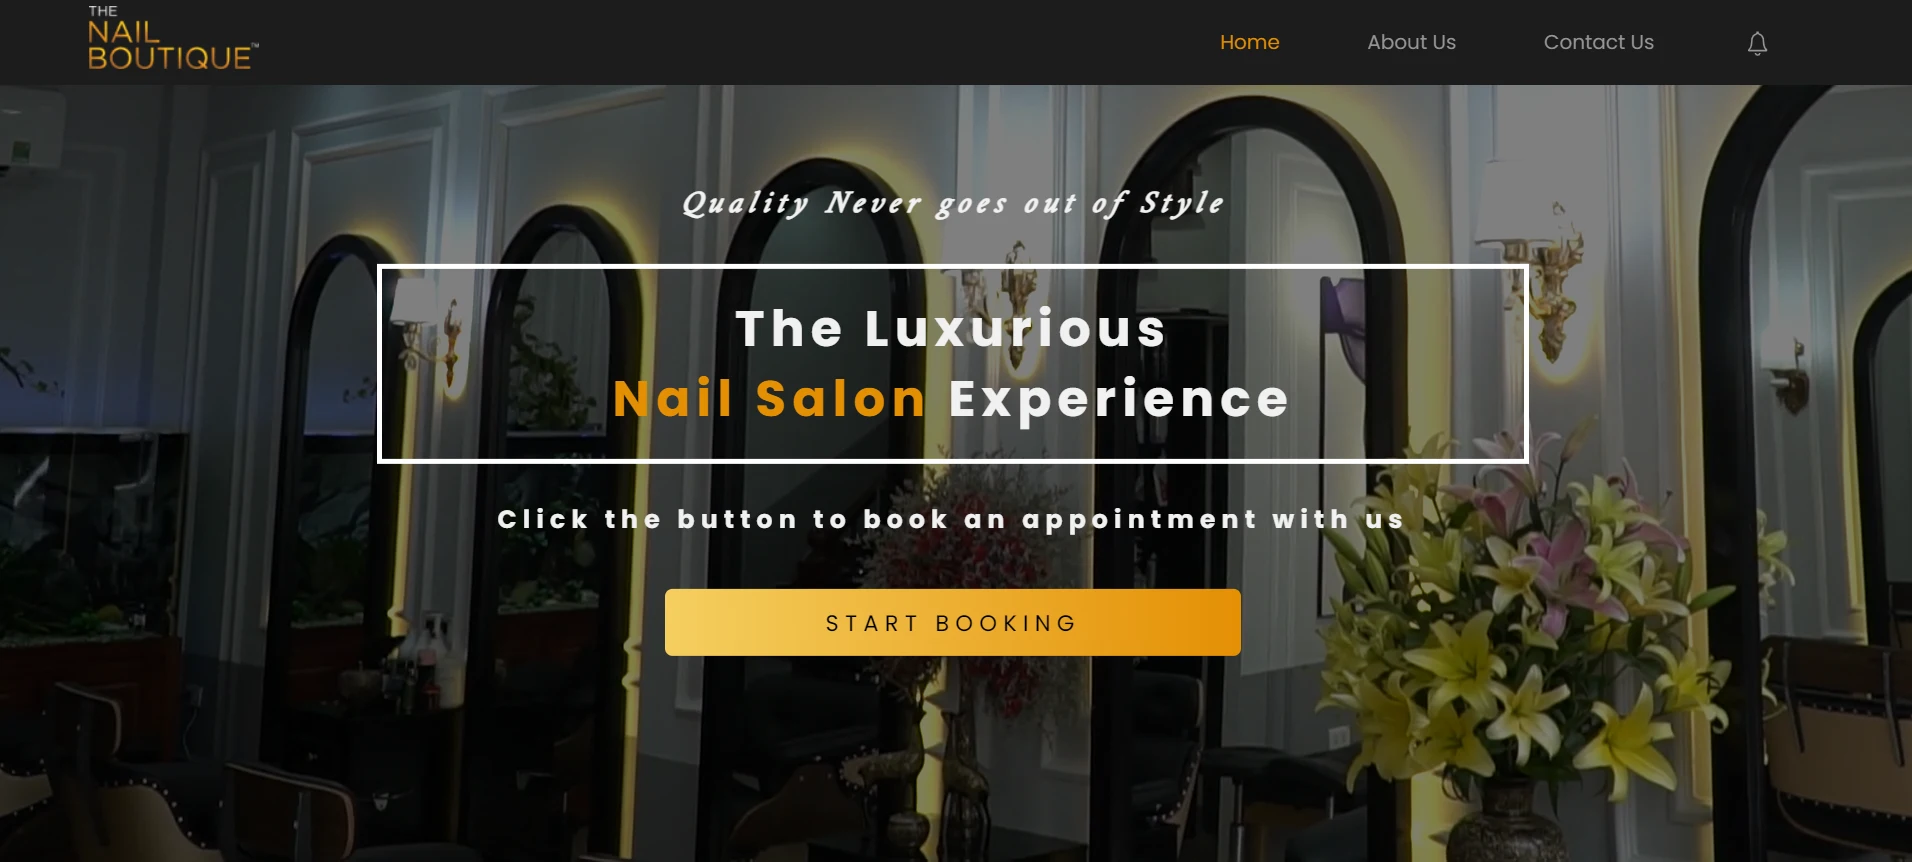 THE
NAIL
BOUTIQUE™
Home
About Us
Contact Us
Quality Never goes out of Style
The Luxurious
Nail Salon Experience
Click the button to book an appointment with us
START BOOKING